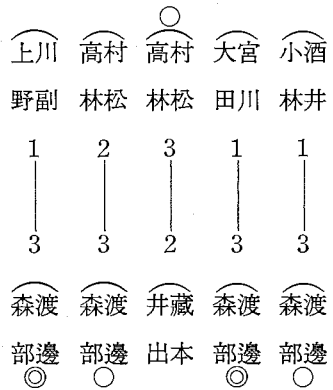 ○
上川 高村 高村 大宮 小酒
野副 林松 林松 田川 林井
1 2 3 1 1
3 3 2 3 3
森渡 森渡 井藏 森渡 森渡
部邊 部邊 出本 部邊 部邊
◎ ○ ◎ ○